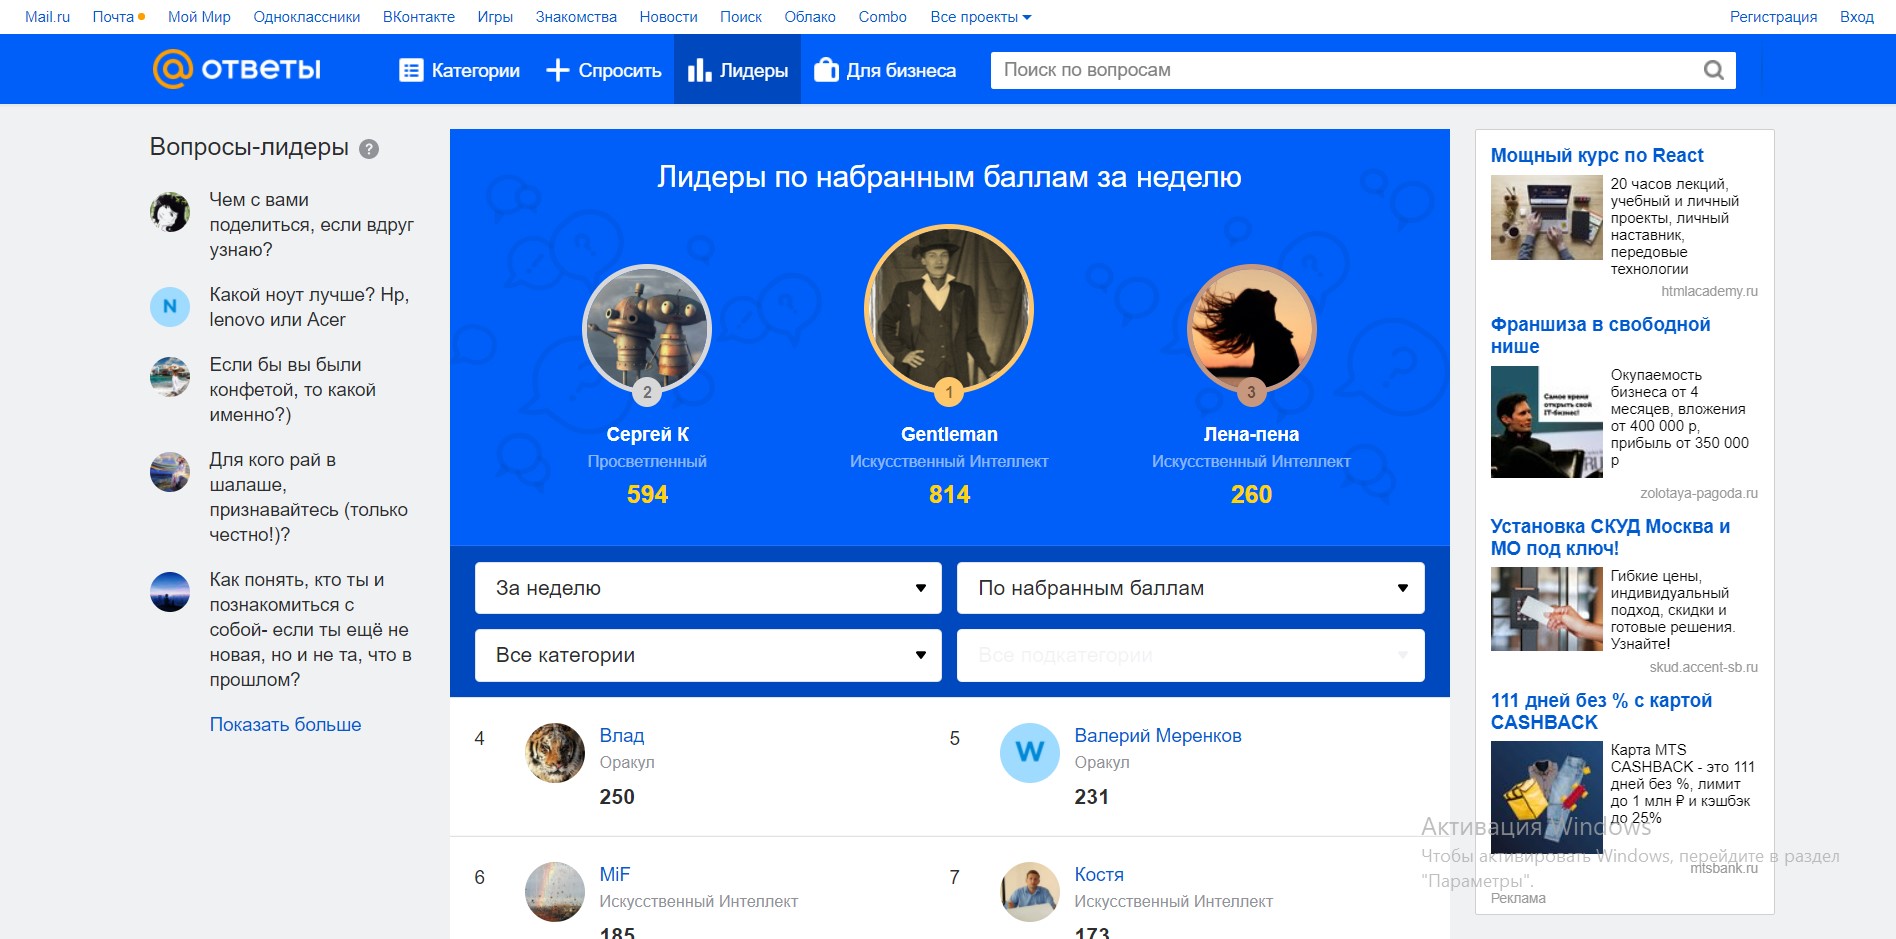 Mail.ru Почта Мой Мир Одноклассники ВКонтакте Игры Знакомства Новости Поиск Облако Combo Все проекты Регистрация Вход
@ ответы Категории Спросить Лидеры Для бизнеса Поиск по вопросам
Вопросы-лидеры ?
Чем с вами
поделиться, если вдруг
узнаю?
N
Какой ноут лучше? Hp,
lenovo или Acer
Если бы вы были
конфетой, то какой
именно?)
Для кого рай в
шалаше,
признавайтесь (только
честно!)?
Как понять, кто ты и
познакомиться с
собой- если ты ещё не
новая, но и не та, что в
прошлом?
Показать больше
Лидеры по набранным баллам за неделю
2
Сергей К
Просветленный
594
1
Gentleman
Искусственный Интеллект
814
3
Лена-пена
Искусственный Интеллект
260
За неделю
По набранным баллам
Все категории
Все подкатегории
4
Влад
Оракул
250
5
W
Валерий Меренков
Оракул
231
6
MiF
Искусственный Интеллект
185
7
Костя
Искусственный Интеллект
173
Мощный курс по React
20 часов лекций,
учебный и личный
проекты, личный
наставник,
передовые
технологии
htmlacademy.ru
Франшиза в свободной
нише
Самое время
открыть свой
IT-бизнес!
Окупаемость
бизнеса от 4
месяцев, вложения
от 400 000 р,
прибыль от 350 000
р
zolotaya-pagoda.ru
Установка СКУД Москва и
МО под ключ!
Гибкие цены,
индивидуальный
подход, скидки и
готовые решения.
Узнайте!
skud.accent-sb.ru
111 дней без % с картой
CASHBACK
Карта МТS
CASHBACK - это 111
дней без %, лимит
до 1 млн ₽ и кэшбэк
до 25%
mtsbank.ru
Реклама
Активация Windows
Чтобы активировать Windows, перейдите в раздел
"Параметры".